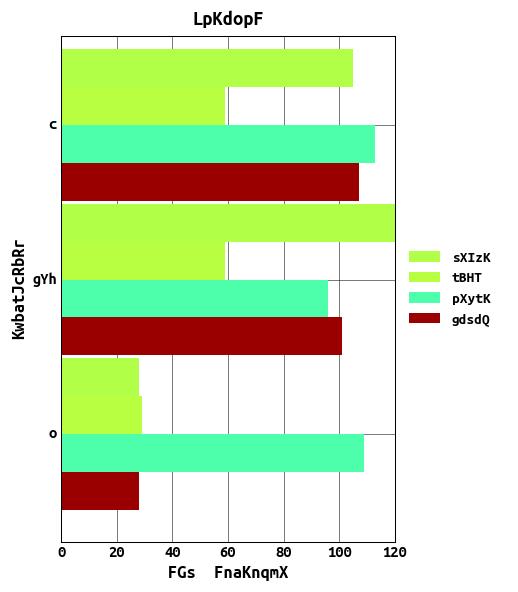 LpKdopF
c
gYh
o
KwbatJcRbRr
0 20 40 60 80 100 120
FGs  FnaKnqmX
sXIzK
tBHT
pXytK
gdsdQ